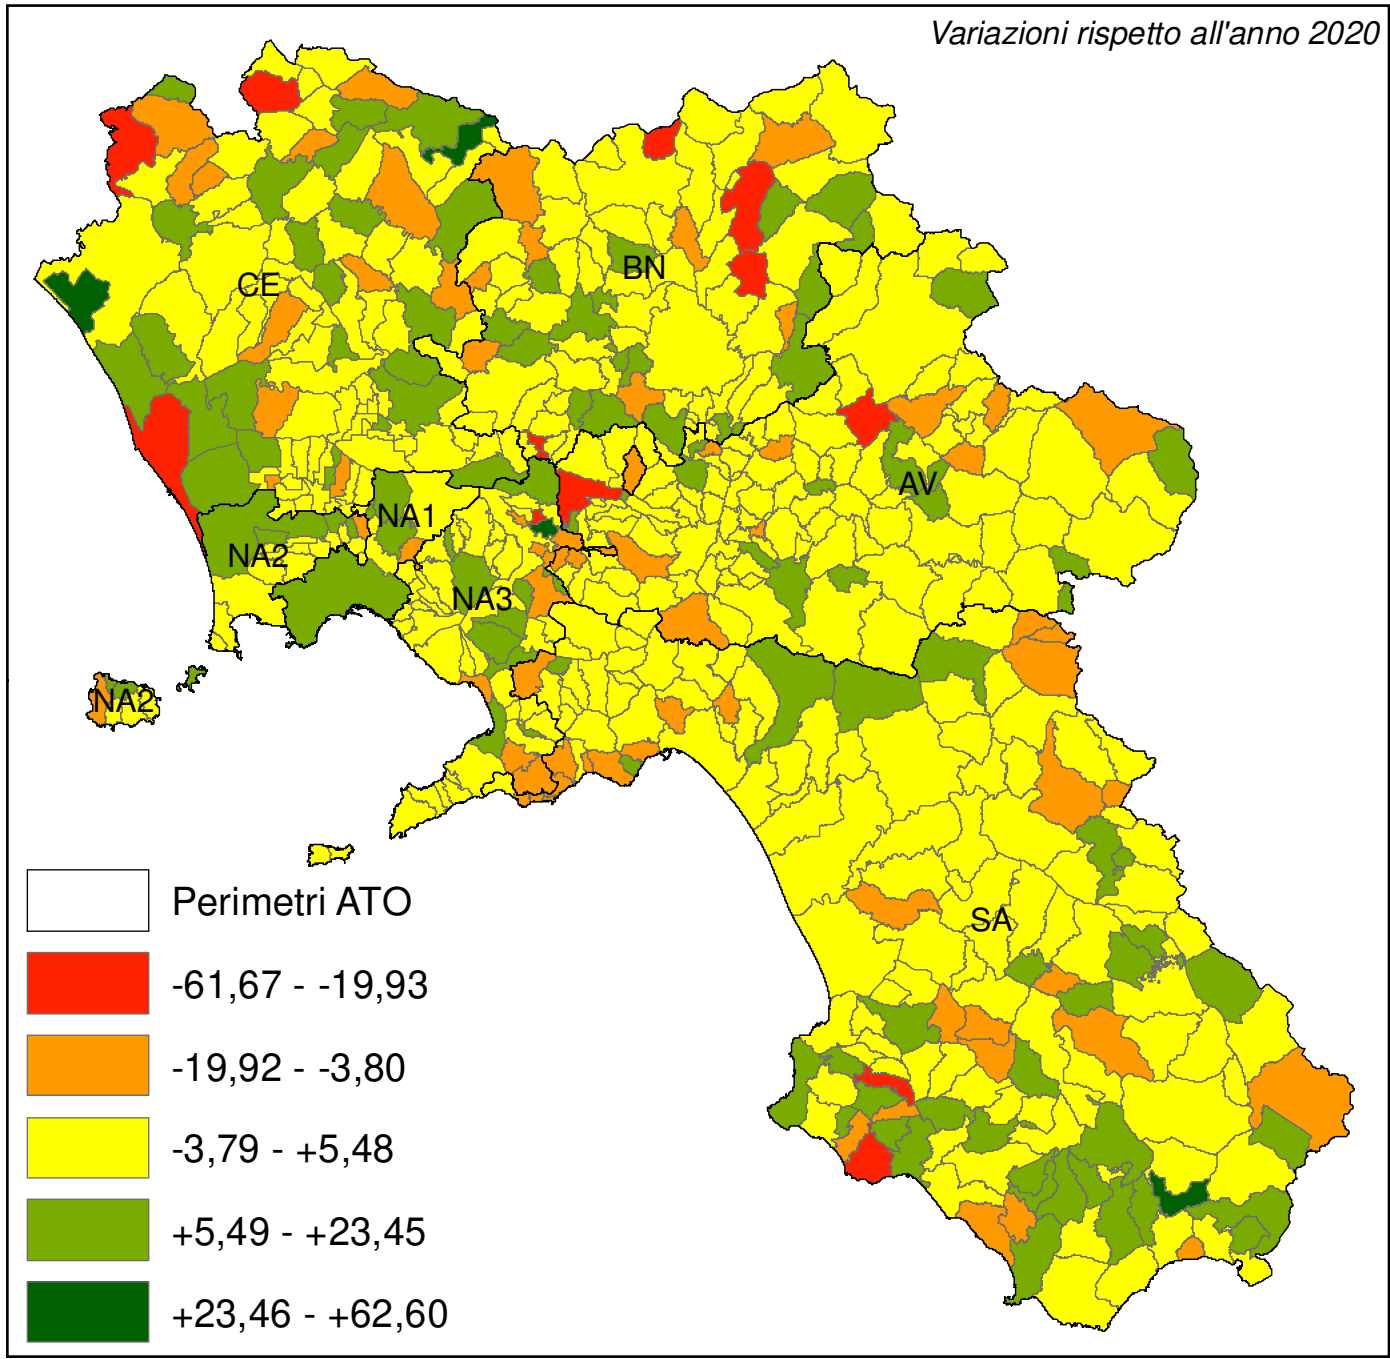 Variazioni rispetto all'anno 2020
CE
BN
AV
NA1
NA2
NA3
NA2
SA
Perimetri ATO
-61,67 - -19,93
-19,92 - -3,80
-3,79 - +5,48
+5,49 - +23,45
+23,46 - +62,60